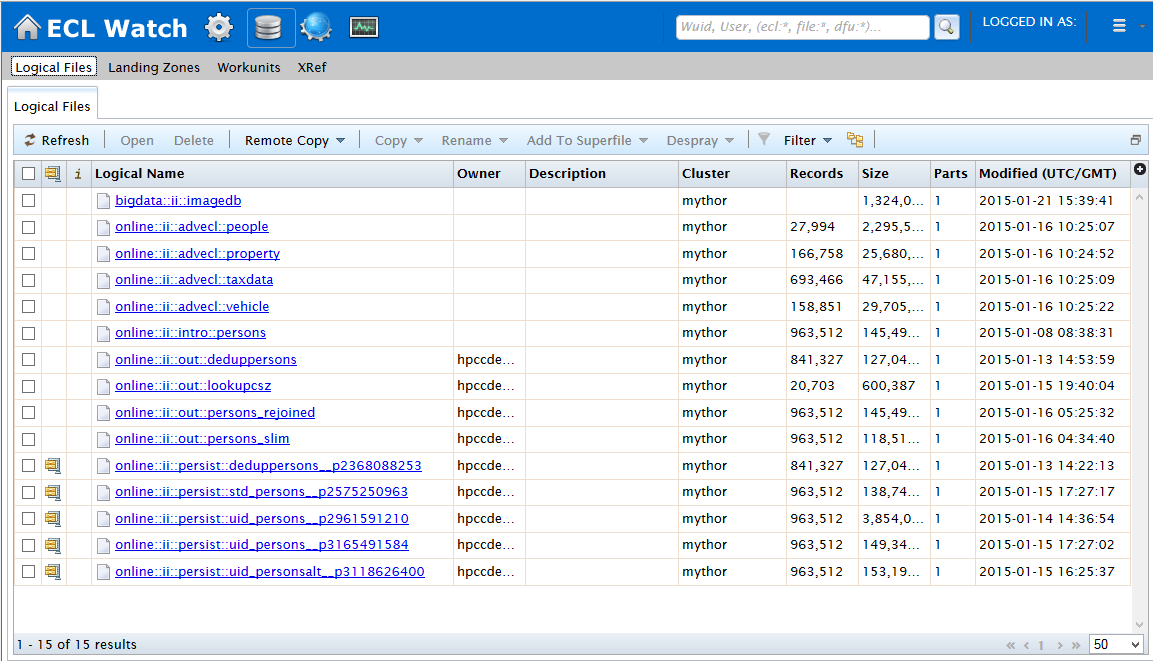 ECL Watch Wuid, User, (ecl:*, file:*, dfu:*)... LOGGED IN AS:
Logical Files Landing Zones Workunits XRef
Logical Files
Refresh Open Delete Remote Copy Copy Rename Add To Superfile Despray Filter
i Logical Name Owner Description Cluster Records Size Parts Modified (UTC/GMT)
bigdata::ii::imagedb mythor 1,324,0... 1 2015-01-21 15:39:41
online::ii::advecl::people mythor 27,994 2,295,5... 1 2015-01-16 10:25:07
online::ii::advecl::property mythor 166,758 25,680,... 1 2015-01-16 10:24:52
online::ii::advecl::taxdata mythor 693,466 47,155,... 1 2015-01-16 10:25:09
online::ii::advecl::vehicle mythor 158,851 29,705,... 1 2015-01-16 10:25:22
online::ii::intro::persons mythor 963,512 145,49... 1 2015-01-08 08:38:31
online::ii::out::deduppersons hpccde... mythor 841,327 127,04... 1 2015-01-13 14:53:59
online::ii::out::lookupcsz hpccde... mythor 20,703 600,387 1 2015-01-15 19:40:04
online::ii::out::persons_rejoined hpccde... mythor 963,512 145,49... 1 2015-01-16 05:25:32
online::ii::out::persons_slim hpccde... mythor 963,512 118,51... 1 2015-01-16 04:34:40
online::ii::persist::deduppersons__p2368088253 hpccde... mythor 841,327 127,04... 1 2015-01-13 14:22:13
online::ii::persist::std_persons__p2575250963 hpccde... mythor 963,512 138,74... 1 2015-01-15 17:27:17
online::ii::persist::uid_persons__p2961591210 hpccde... mythor 963,512 3,854,0... 1 2015-01-14 14:36:54
online::ii::persist::uid_persons__p3165491584 hpccde... mythor 963,512 149,34... 1 2015-01-15 17:27:02
online::ii::persist::uid_personsalt__p3118626400 hpccde... mythor 963,512 153,19... 1 2015-01-15 16:25:37
1 - 15 of 15 results « ‹ 1 › » 50